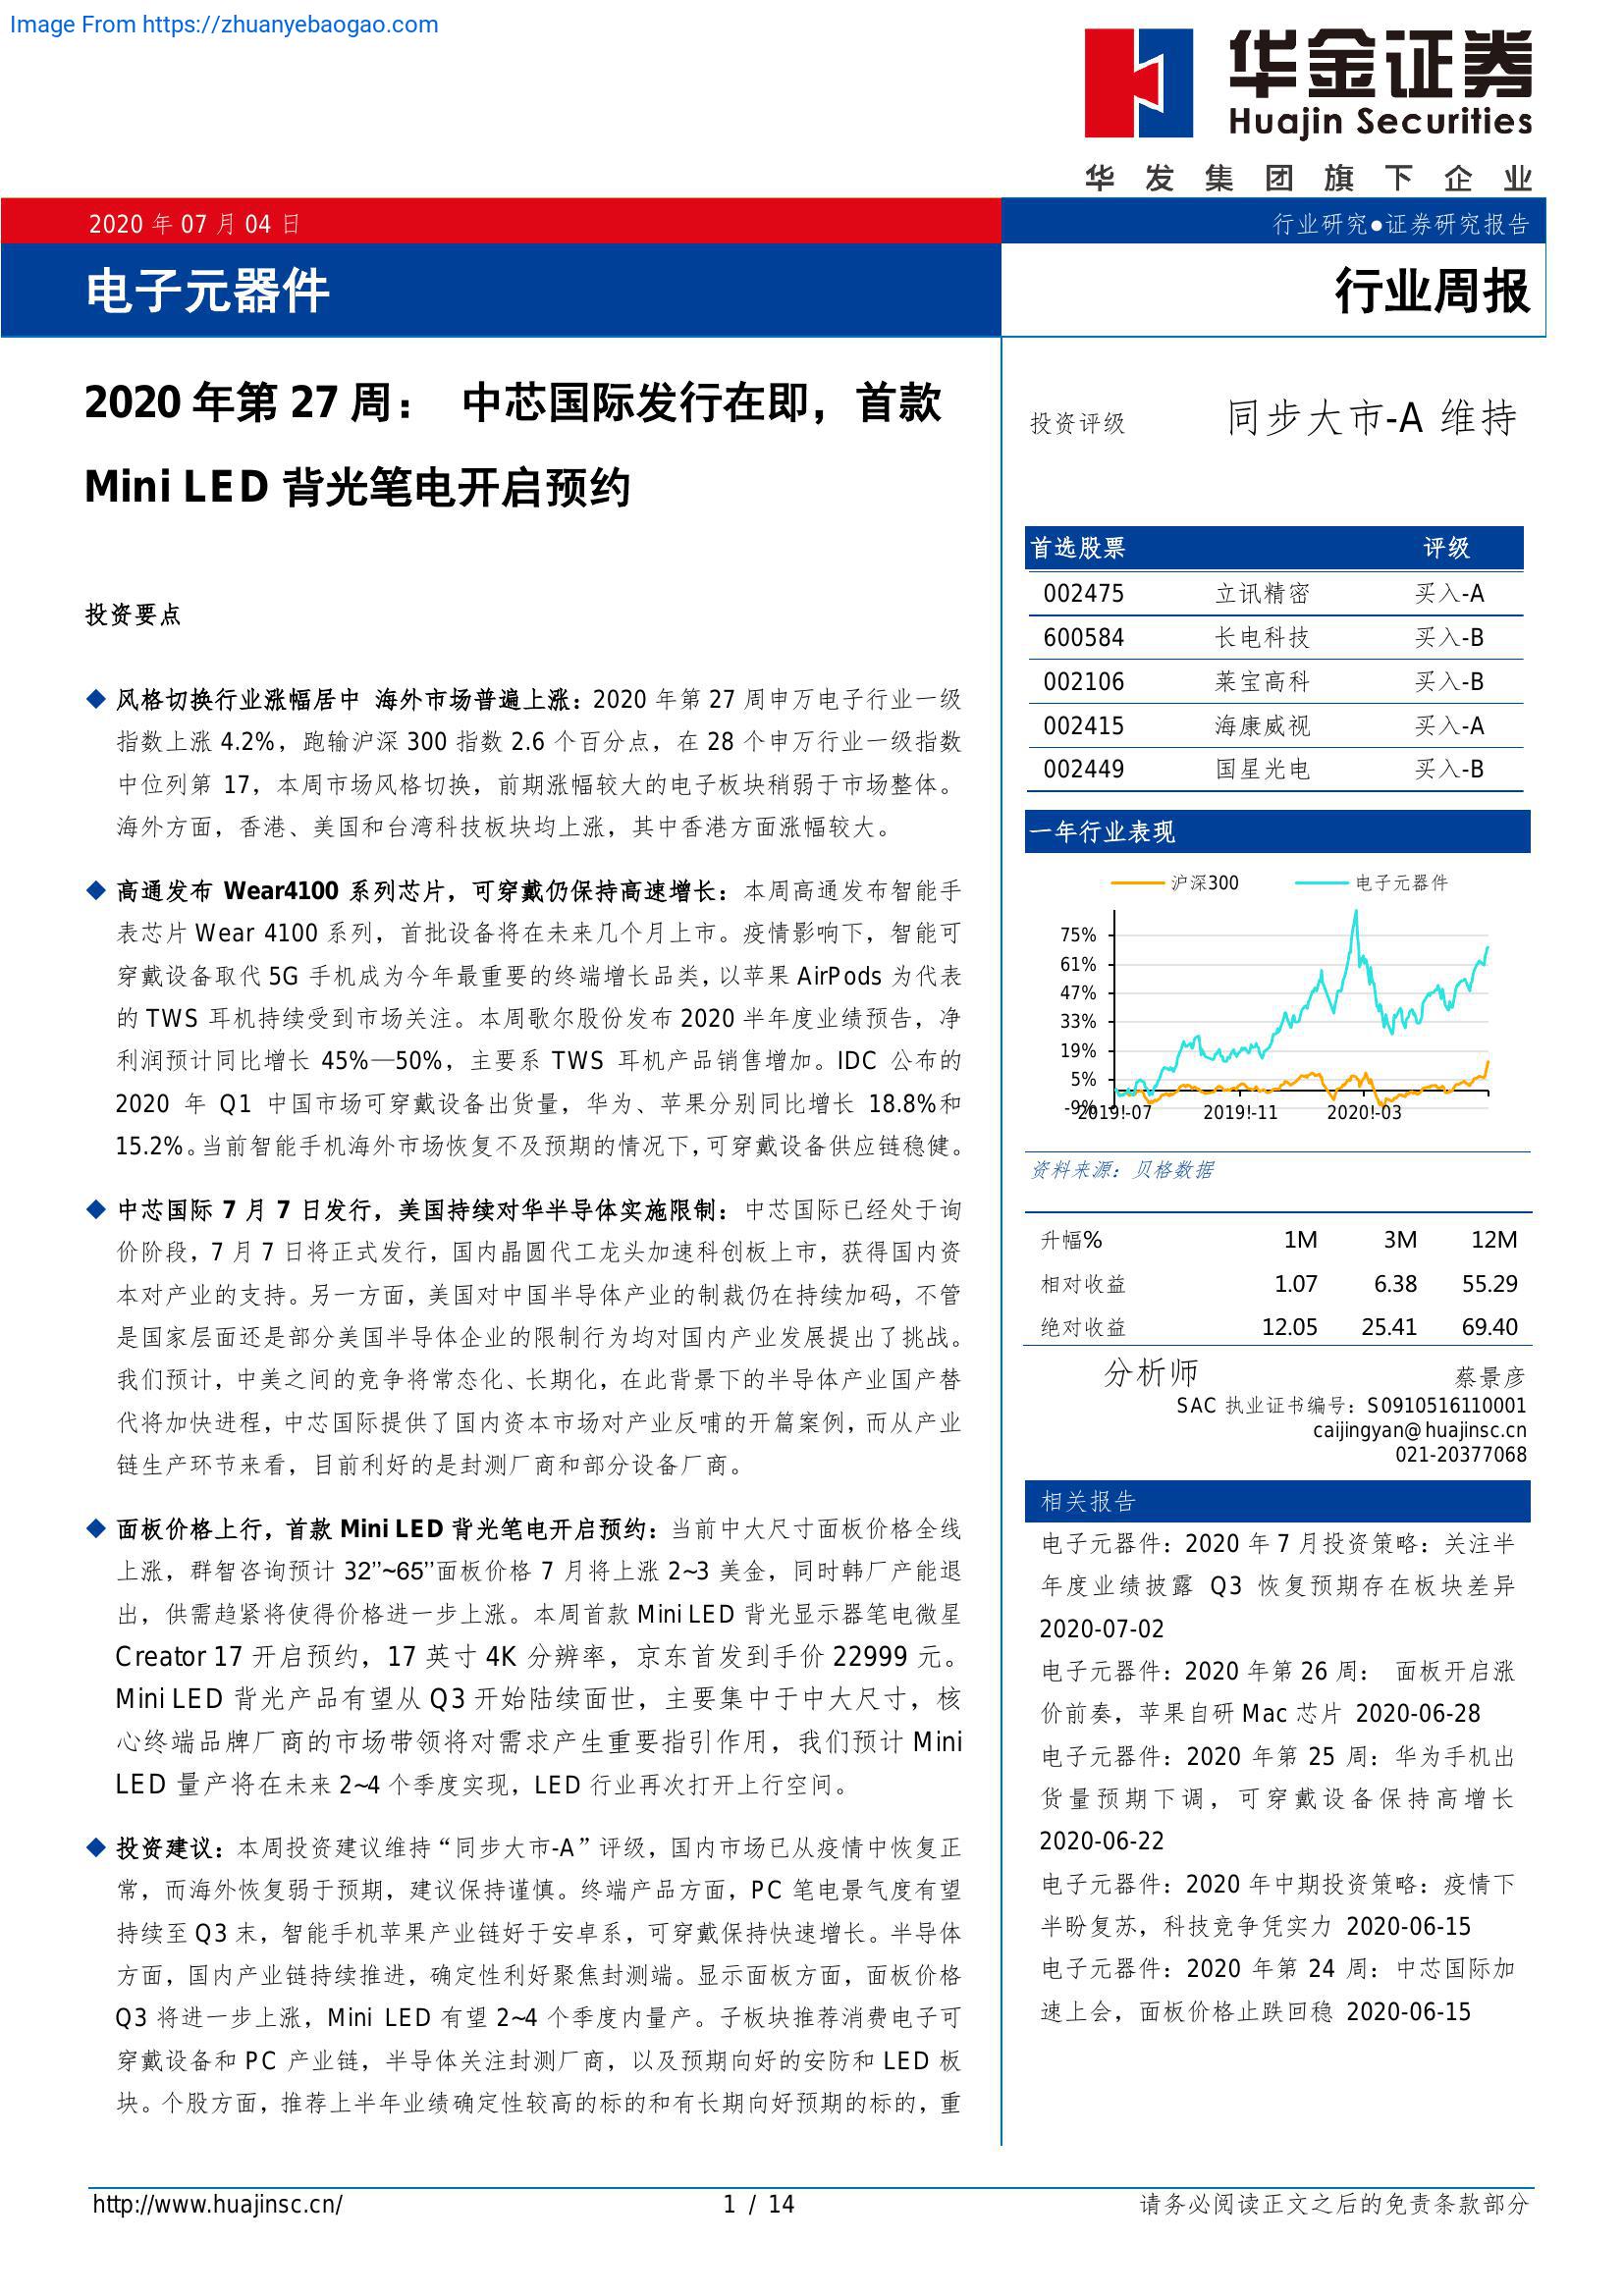 Image From https://zhuanyebaogao.com
华金证券
Huajin Securities
华发集团旗下企业
2020 年 07 月 04 日
行业研究●证券研究报告
电子元器件
行业周报
2020 年第 27 周： 中芯国际发行在即，首款
Mini LED 背光笔电开启预约
投资要点
◆ 风格切换行业涨幅居中 海外市场普遍上涨：2020 年第 27 周申万电子行业一级
指数上涨 4.2%，跑输沪深 300 指数 2.6 个百分点，在 28 个申万行业一级指数
中位列第 17，本周市场风格切换，前期涨幅较大的电子板块稍弱于市场整体。
海外方面，香港、美国和台湾科技板块均上涨，其中香港方面涨幅较大。
◆ 高通发布 Wear4100 系列芯片，可穿戴仍保持高速增长：本周高通发布智能手
表芯片 Wear 4100 系列，首批设备将在未来几个月上市。疫情影响下，智能可
穿戴设备取代 5G 手机成为今年最重要的终端增长品类，以苹果 AirPods 为代表
的 TWS 耳机持续受到市场关注。本周歌尔股份发布 2020 半年度业绩预告，净
利润预计同比增长 45%—50%，主要系 TWS 耳机产品销售增加。IDC 公布的
2020 年 Q1 中国市场可穿戴设备出货量，华为、苹果分别同比增长 18.8%和
15.2%。当前智能手机海外市场恢复不及预期的情况下，可穿戴设备供应链稳健。
◆ 中芯国际 7 月 7 日发行，美国持续对华半导体实施限制：中芯国际已经处于询
价阶段，7 月 7 日将正式发行，国内晶圆代工龙头加速科创板上市，获得国内资
本对产业的支持。另一方面，美国对中国半导体产业的制裁仍在持续加码，不管
是国家层面还是部分美国半导体企业的限制行为均对国内产业发展提出了挑战。
我们预计，中美之间的竞争将常态化、长期化，在此背景下的半导体产业国产替
代将加快进程，中芯国际提供了国内资本市场对产业反哺的开篇案例，而从产业
链生产环节来看，目前利好的是封测厂商和部分设备厂商。
◆ 面板价格上行，首款 Mini LED 背光笔电开启预约：当前中大尺寸面板价格全线
上涨，群智咨询预计 32’’~65’’面板价格 7 月将上涨 2~3 美金，同时韩厂产能退
出，供需趋紧将使得价格进一步上涨。本周首款 Mini LED 背光显示器笔电微星
Creator 17 开启预约，17 英寸 4K 分辨率，京东首发到手价 22999 元。
Mini LED 背光产品有望从 Q3 开始陆续面世，主要集中于中大尺寸，核
心终端品牌厂商的市场带领将对需求产生重要指引作用，我们预计 Mini
LED 量产将在未来 2~4 个季度实现，LED 行业再次打开上行空间。
◆ 投资建议：本周投资建议维持“同步大市-A”评级，国内市场已从疫情中恢复正
常，而海外恢复弱于预期，建议保持谨慎。终端产品方面，PC 笔电景气度有望
持续至 Q3 末，智能手机苹果产业链好于安卓系，可穿戴保持快速增长。半导体
方面，国内产业链持续推进，确定性利好聚焦封测端。显示面板方面，面板价格
Q3 将进一步上涨，Mini LED 有望 2~4 个季度内量产。子板块推荐消费电子可
穿戴设备和 PC 产业链，半导体关注封测厂商，以及预期向好的安防和 LED 板
块。个股方面，推荐上半年业绩确定性较高的标的和有长期向好预期的标的，重
投资评级 同步大市-A 维持
首选股票 评级
002475 立讯精密 买入-A
600584 长电科技 买入-B
002106 莱宝高科 买入-B
002415 海康威视 买入-A
002449 国星光电 买入-B
一年行业表现
沪深300 电子元器件
75%
61%
47%
33%
19%
5%
-9%
2019!-07 2019!-11 2020!-03
资料来源：贝格数据
升幅% 1M 3M 12M
相对收益 1.07 6.38 55.29
绝对收益 12.05 25.41 69.40
分析师 蔡景彦
SAC 执业证书编号：S0910516110001
caijingyan@huajinsc.cn
021-20377068
相关报告
电子元器件：2020 年 7 月投资策略：关注半
年度业绩披露 Q3 恢复预期存在板块差异
2020-07-02
电子元器件：2020 年第 26 周： 面板开启涨
价前奏，苹果自研 Mac 芯片 2020-06-28
电子元器件：2020 年第 25 周：华为手机出
货量预期下调，可穿戴设备保持高增长
2020-06-22
电子元器件：2020 年中期投资策略：疫情下
半盼复苏，科技竞争凭实力 2020-06-15
电子元器件：2020 年第 24 周：中芯国际加
速上会，面板价格止跌回稳 2020-06-15
http://www.huajinsc.cn/ 1 / 14 请务必阅读正文之后的免责条款部分